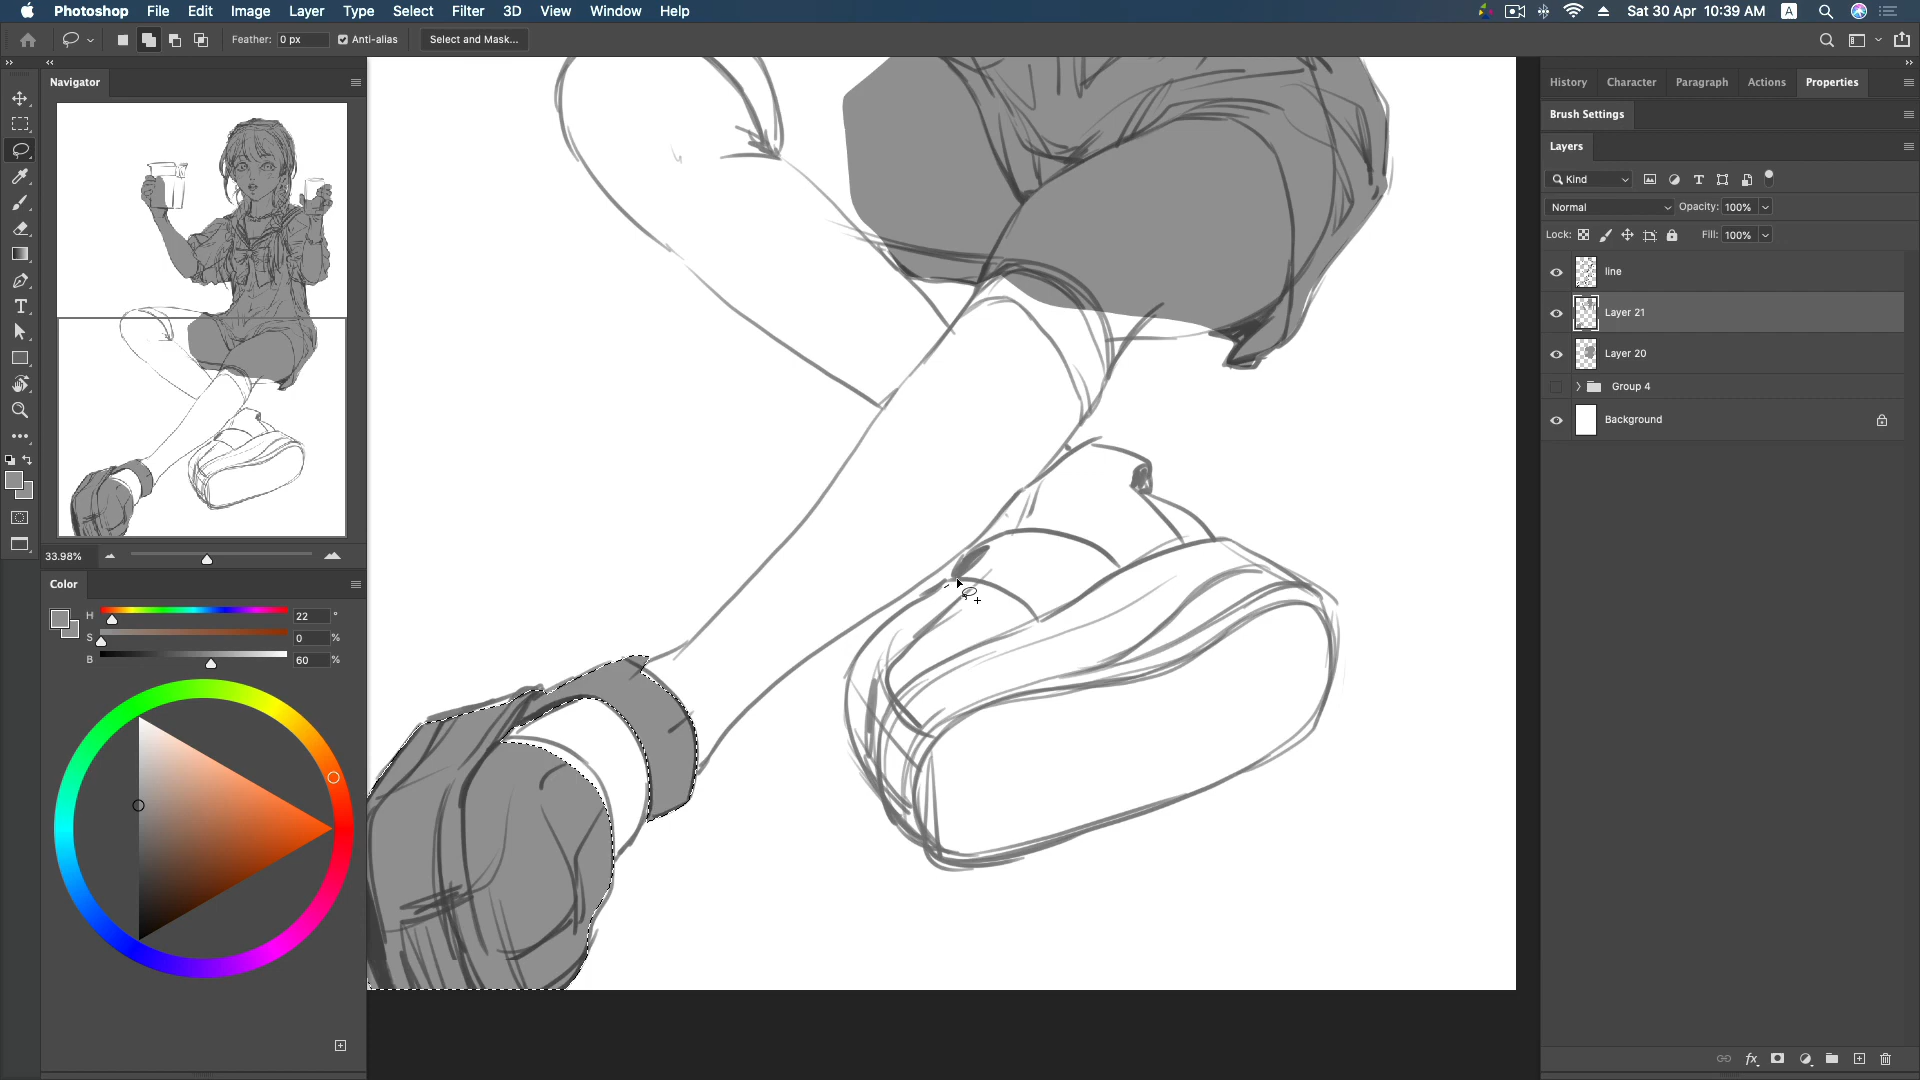 Photoshop File Edit Image Layer Type Select Filter 3D View Window Help Sat 30 Apr 10:39 AM A
Feather: 0 px Anti-alias Select and Mask...
Navigator
33.98%
Color
H 22 °
S 0 %
B 60 %
History Character Paragraph Actions Properties
Brush Settings
Layers
Kind
Normal Opacity: 100%
Lock: Fill: 100%
line
Layer 21
Layer 20
Group 4
Background